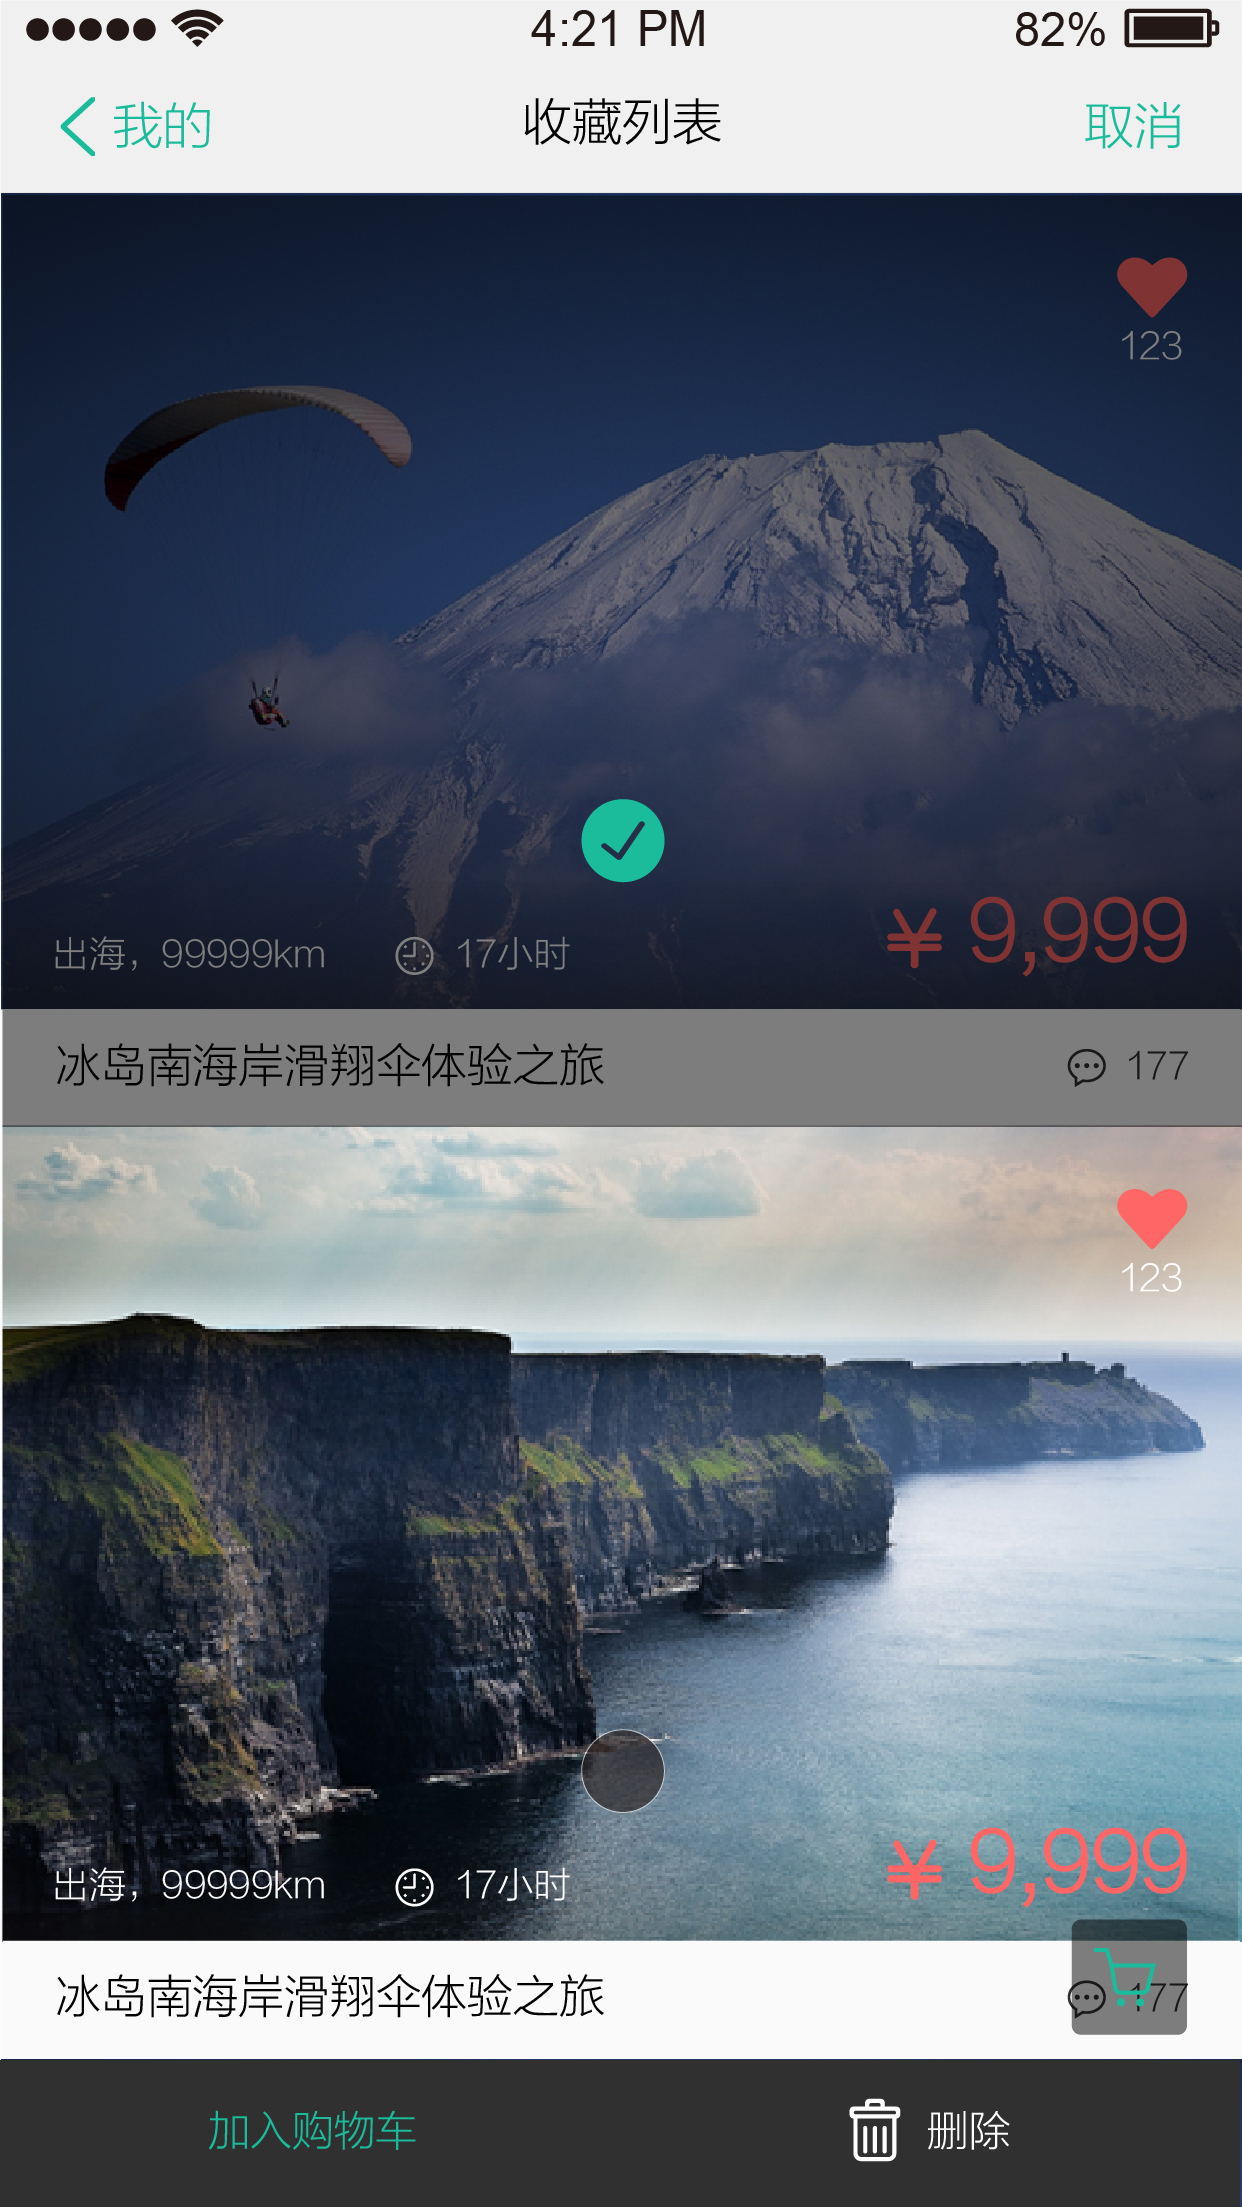 4:21 PM 82%
我的 收藏列表 取消
123
¥ 9,999
出海，99999km 17小时
冰岛南海岸滑翔伞体验之旅 177
123
¥ 9,999
出海，99999km 17小时
冰岛南海岸滑翔伞体验之旅 177
加入购物车 删除